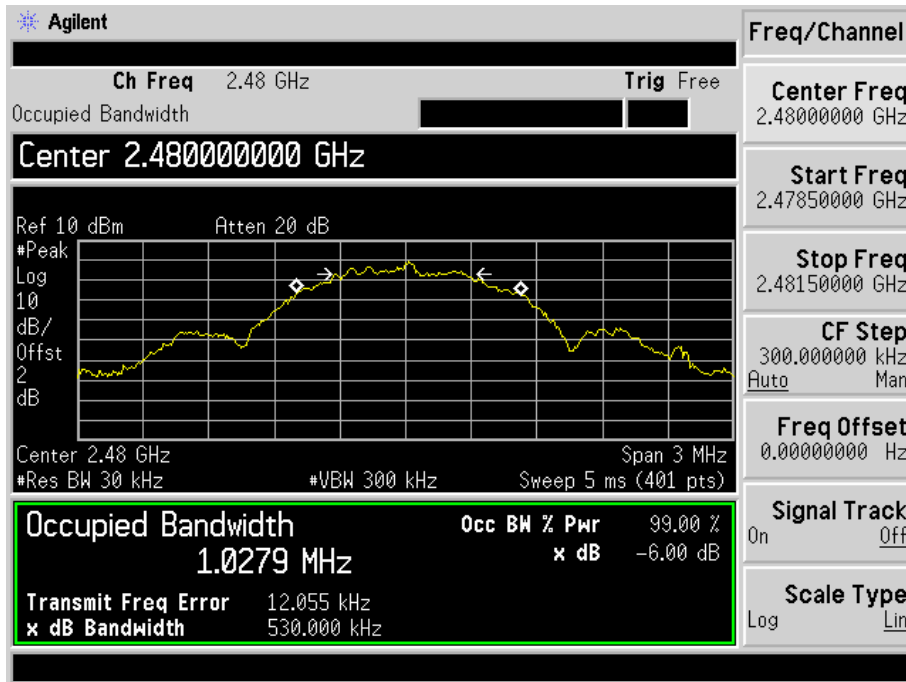 Agilent
Freq/Channel
Ch Freq 2.48 GHz Trig Free
Occupied Bandwidth
Center 2.480000000 GHz
Ref 10 dBm Atten 20 dB
#Peak
Log
10
dB/
Offst
2
dB
Center 2.48 GHz Span 3 MHz
#Res BW 30 kHz #VBW 300 kHz Sweep 5 ms (401 pts)
Occupied Bandwidth
1.0279 MHz
Occ BW % Pwr 99.00 %
x dB -6.00 dB
Transmit Freq Error 12.055 kHz
x dB Bandwidth 530.000 kHz
Center Freq
2.48000000 GHz
Start Freq
2.47850000 GHz
Stop Freq
2.48150000 GHz
CF Step
300.000000 kHz
Auto Man
Freq Offset
0.00000000 Hz
Signal Track
On Off
Scale Type
Log Lin